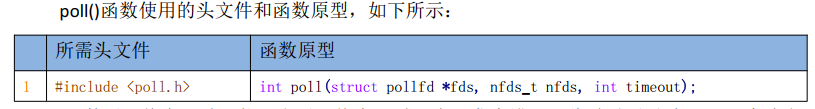 poll()函数使用的头文件和函数原型，如下所示：
所需头文件 函数原型
1 #include <poll.h> int poll(struct pollfd *fds, nfds_t nfds, int timeout);